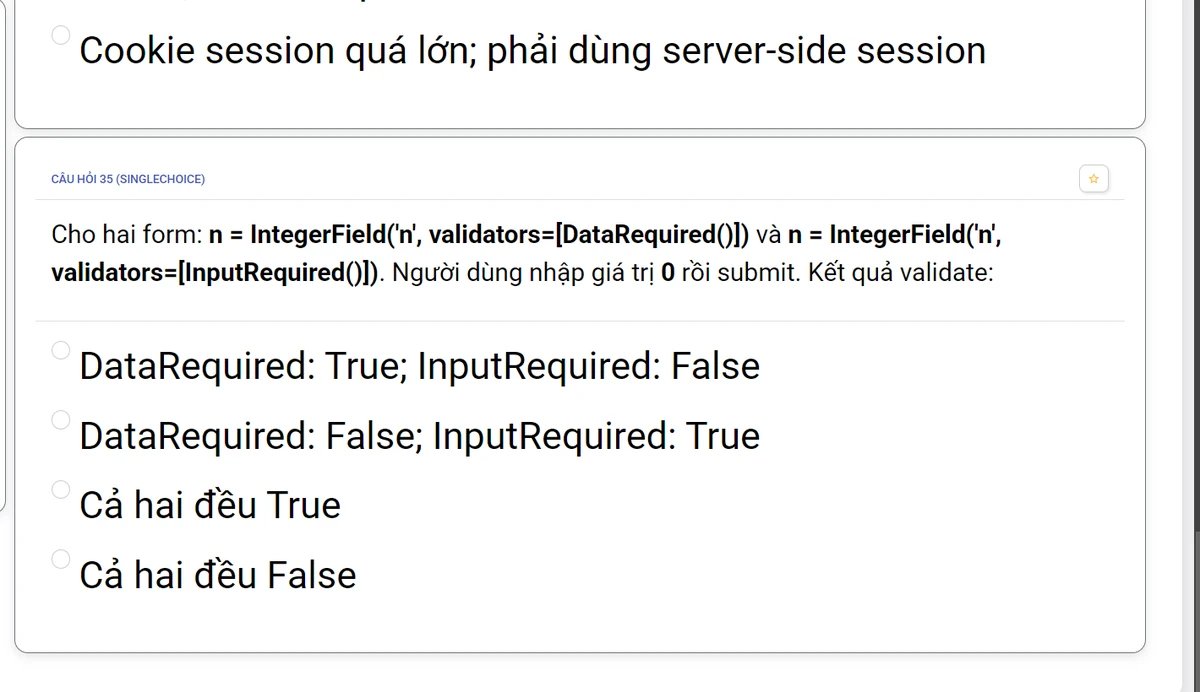 Cookie session quá lớn; phải dùng server-side session
CÂU HỎI 35 (SINGLECHOICE)
Cho hai form: n = IntegerField('n', validators=[DataRequired()]) và n = IntegerField('n',
validators=[InputRequired()]). Người dùng nhập giá trị 0 rồi submit. Kết quả validate:
DataRequired: True; InputRequired: False
DataRequired: False; InputRequired: True
Cả hai đều True
Cả hai đều False